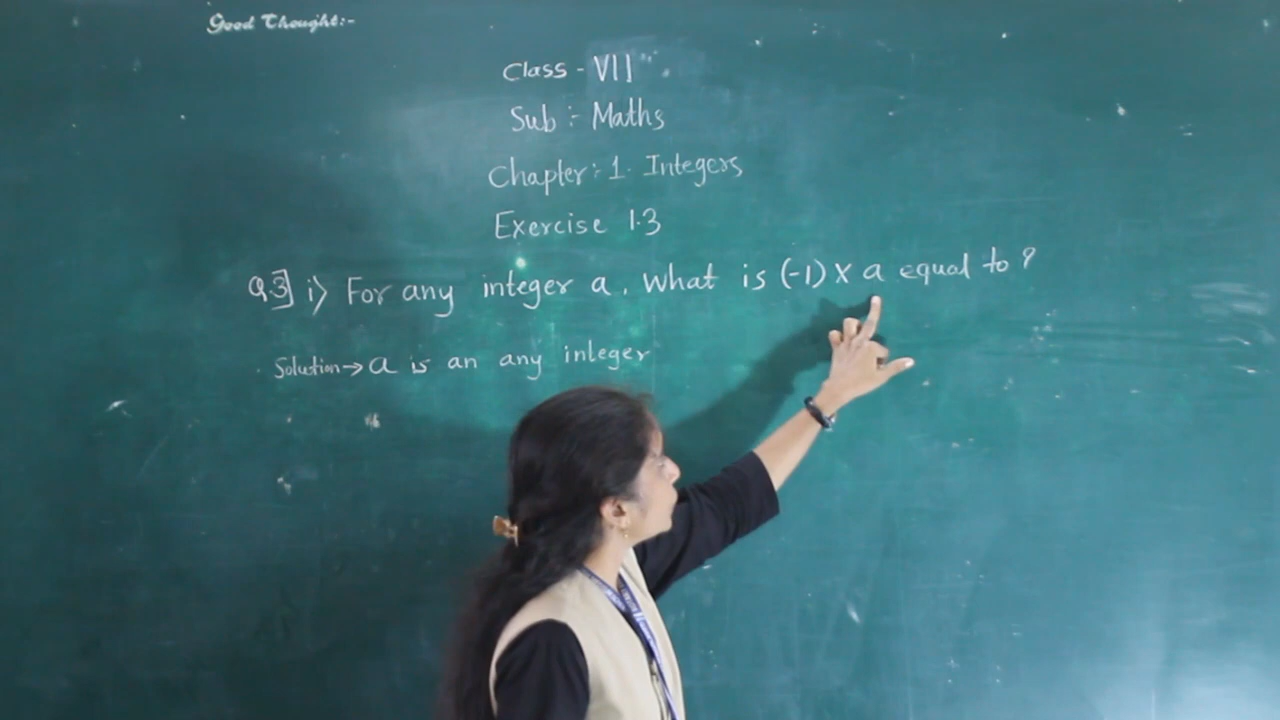 Good Thought:-
Class - VII
Sub :- Maths
Chapter: 1. Integers
Exercise 1.3
Q3] i) For any integer a, What is (-1) X a equal to ?
Solution → a is an any integer